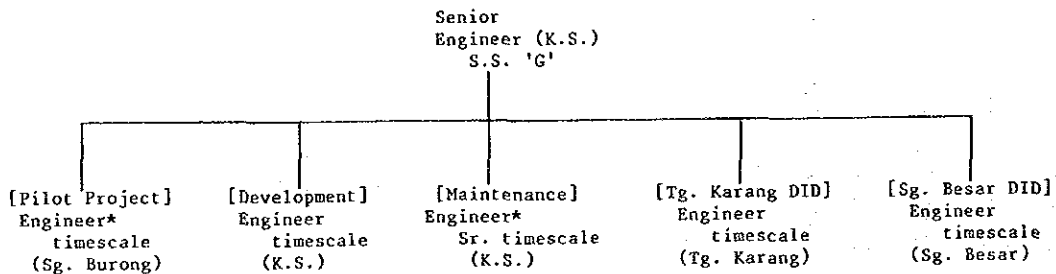 Senior
Engineer (K.S.)
S.S. 'G'
[Pilot Project]
Engineer*
timescale
(Sg. Burong)
[Development]
Engineer
timescale
(K.S.)
[Maintenance]
Engineer*
Sr. timescale
(K.S.)
[Tg. Karang DID]
Engineer
timescale
(Tg. Karang)
[Sg. Besar DID]
Engineer
timescale
(Sg. Besar)